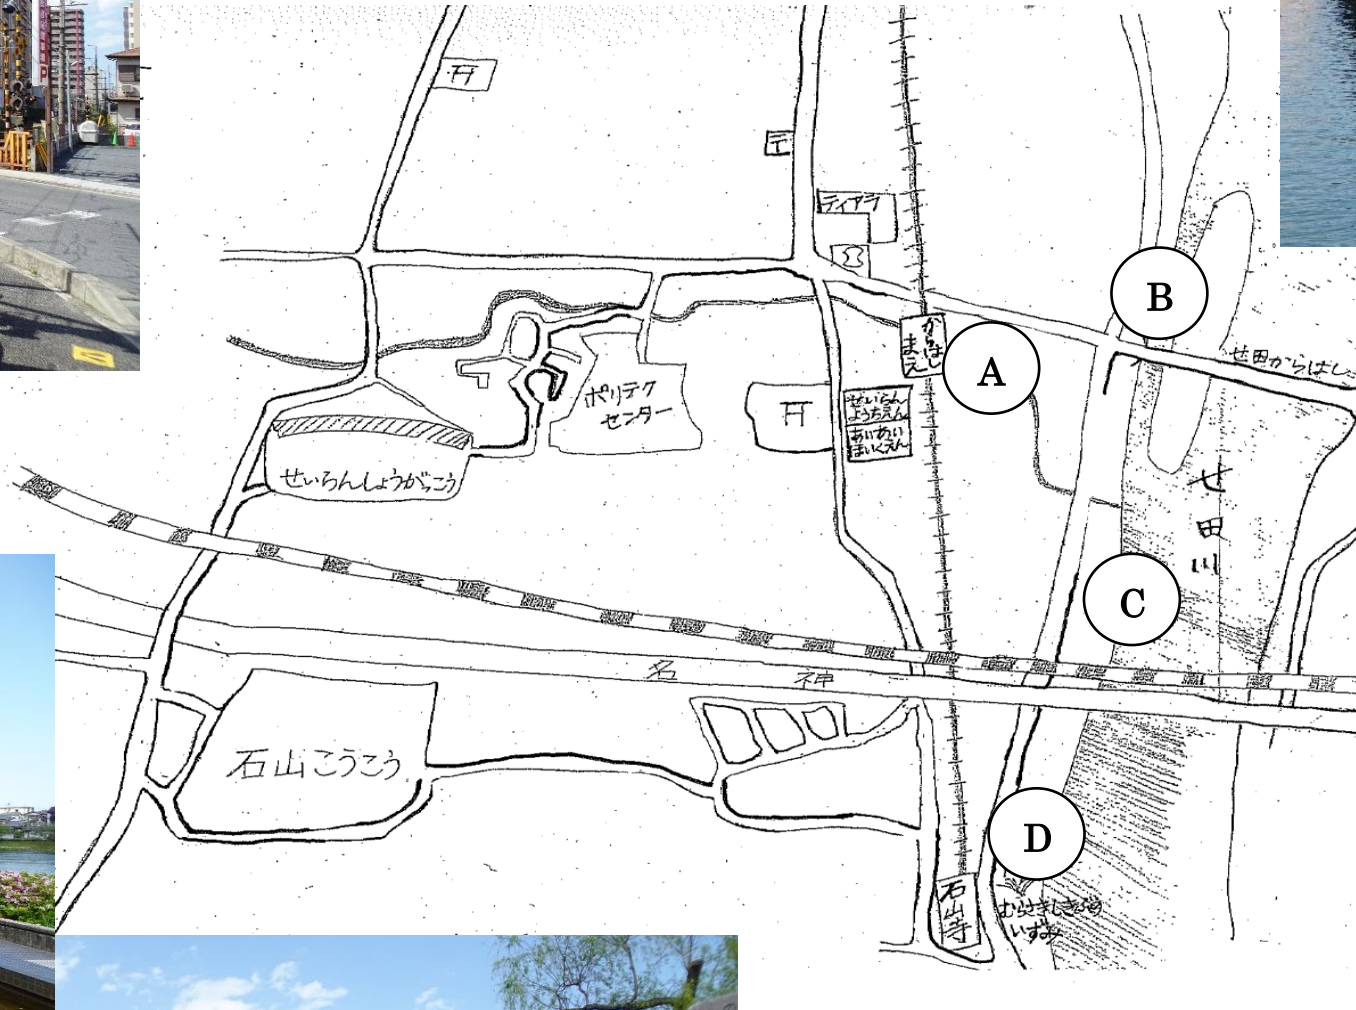 ティアラ
B
せ田からはし
からはし
まえ
A
ポリテク
センター
せいらん
ようちえん
あいあい
ほいくえん
せいらんしょうがっこう
せ田川
C
名神
石山こうこう
D
石山寺
むらさきしきぶの
いずみ